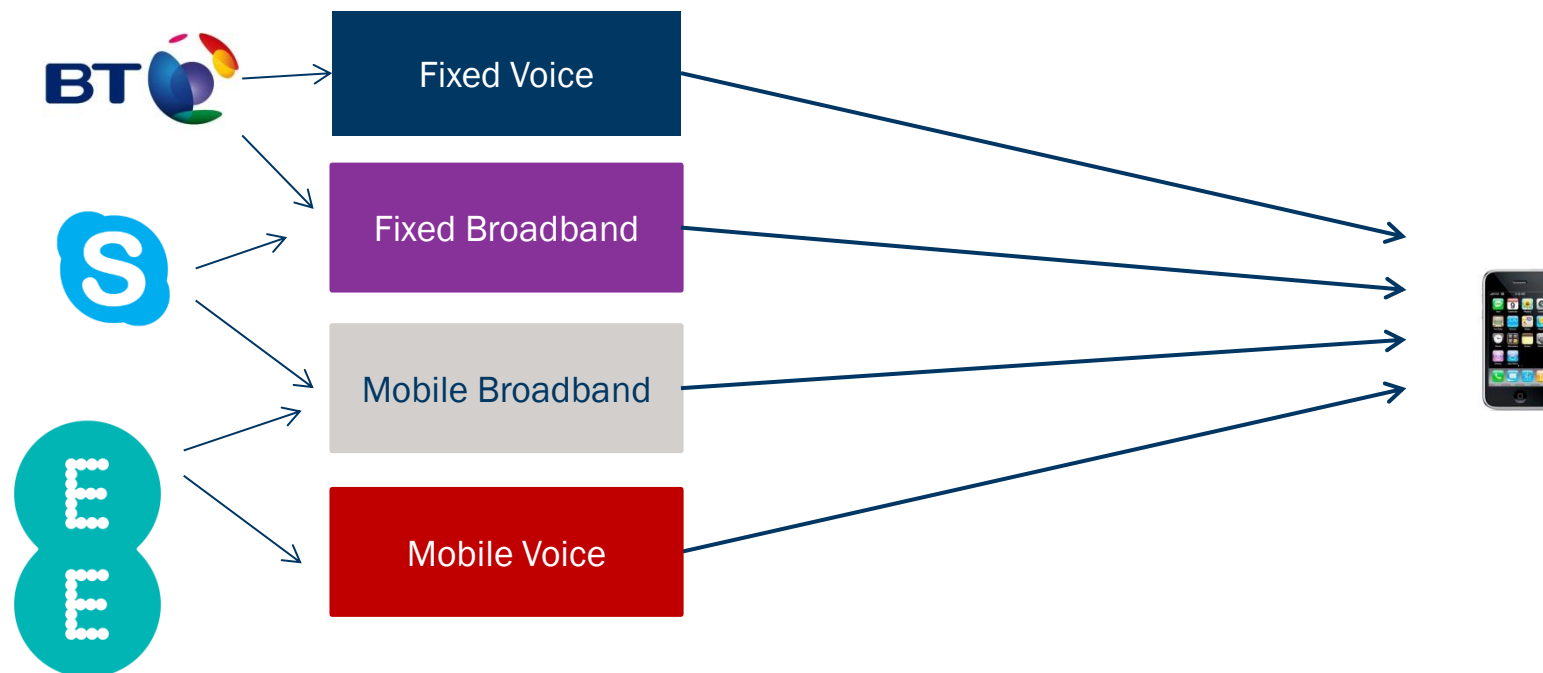 BT
Fixed Voice
Fixed Broadband
S
Mobile Broadband
E
E
Mobile Voice